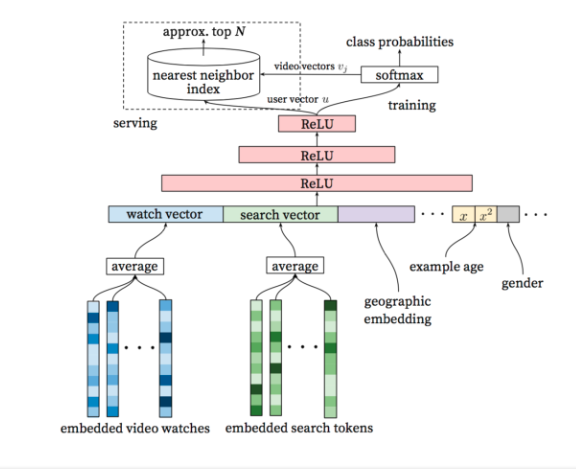 approx. top N
class probabilities
nearest neighbor
index
video vectors v_j
softmax
user vector u
training
serving
ReLU
ReLU
ReLU
watch vector
search vector
...
x
x²
...
average
average
example age
gender
geographic
embedding
...
...
embedded video watches
embedded search tokens